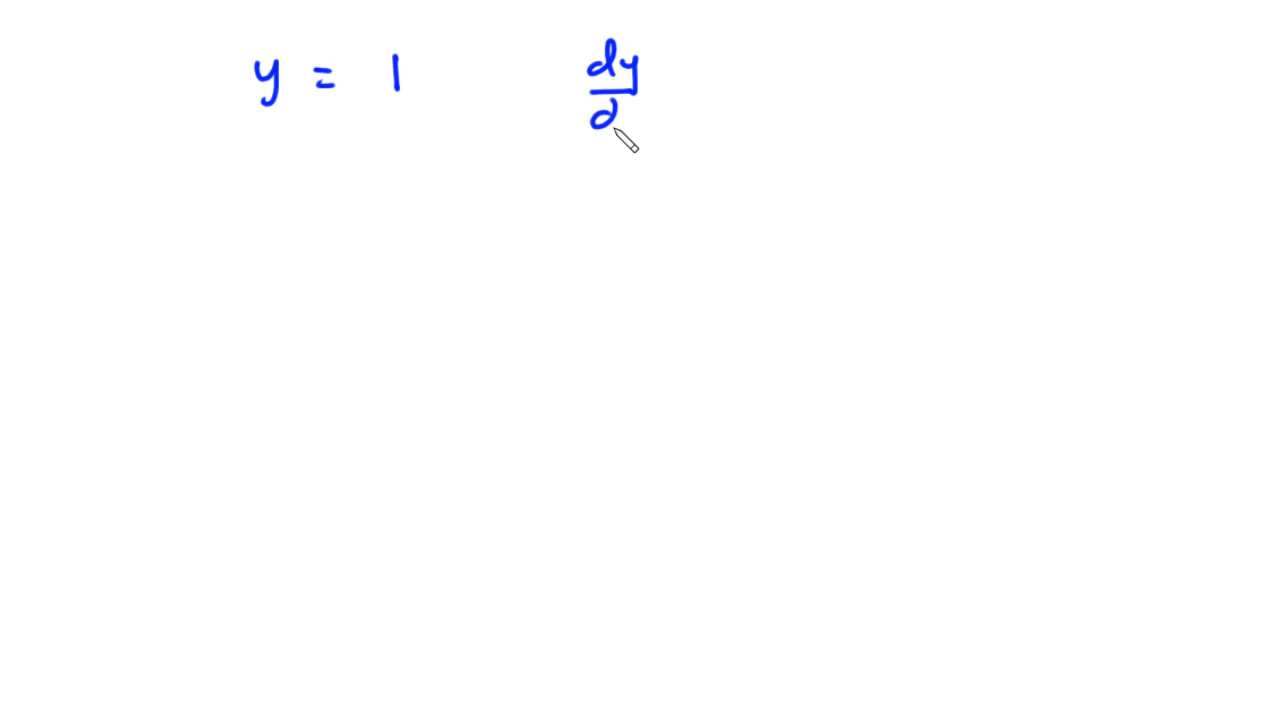 y = 1 dy/d